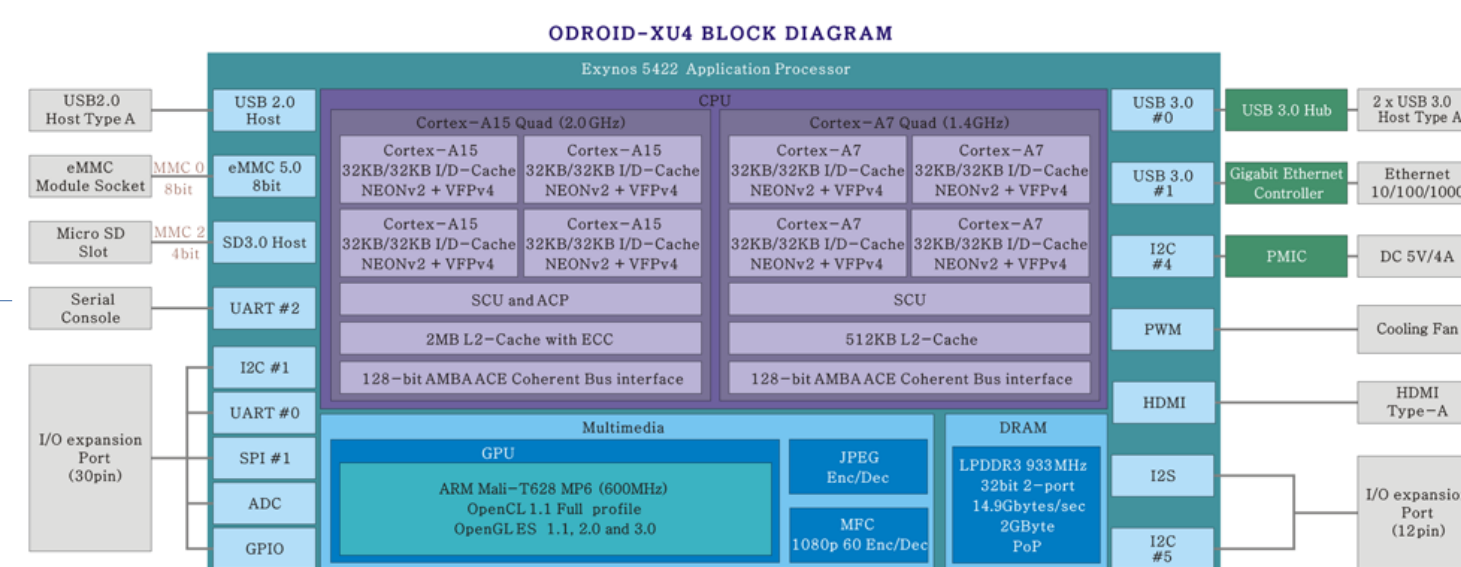 ODROID-XU4 BLOCK DIAGRAM
Exynos 5422 Application Processor
USB2.0
Host Type A
eMMC
Module Socket
MMC 0
8bit
Micro SD
Slot
MMC 2
4bit
Serial
Console
I/O expansion
Port
(30pin)
USB 2.0
Host
eMMC 5.0
8bit
SD3.0 Host
UART #2
I2C #1
UART #0
SPI #1
ADC
GPIO
CPU
Cortex-A15 Quad (2.0GHz)
Cortex-A15
32KB/32KB I/D-Cache
NEONv2 + VFPv4
Cortex-A15
32KB/32KB I/D-Cache
NEONv2 + VFPv4
Cortex-A15
32KB/32KB I/D-Cache
NEONv2 + VFPv4
Cortex-A15
32KB/32KB I/D-Cache
NEONv2 + VFPv4
SCU and ACP
2MB L2-Cache with ECC
128-bit AMBA ACE Coherent Bus interface
Cortex-A7 Quad (1.4GHz)
Cortex-A7
32KB/32KB I/D-Cache
NEONv2 + VFPv4
Cortex-A7
32KB/32KB I/D-Cache
NEONv2 + VFPv4
Cortex-A7
32KB/32KB I/D-Cache
NEONv2 + VFPv4
Cortex-A7
32KB/32KB I/D-Cache
NEONv2 + VFPv4
SCU
512KB L2-Cache
128-bit AMBA ACE Coherent Bus interface
Multimedia
GPU
ARM Mali-T628 MP6 (600MHz)
OpenCL 1.1 Full profile
OpenGL ES 1.1, 2.0 and 3.0
JPEG
Enc/Dec
MFC
1080p 60 Enc/Dec
DRAM
LPDDR3 933MHz
32bit 2-port
14.9Gbytes/sec
2GByte
PoP
USB 3.0
#0
USB 3.0
#1
I2C
#4
PWM
HDMI
I2S
I2C
#5
USB 3.0 Hub
Gigabit Ethernet
Controller
PMIC
2 x USB 3.0
Host Type A
Ethernet
10/100/1000
DC 5V/4A
Cooling Fan
HDMI
Type-A
I/O expansio
Port
(12pin)